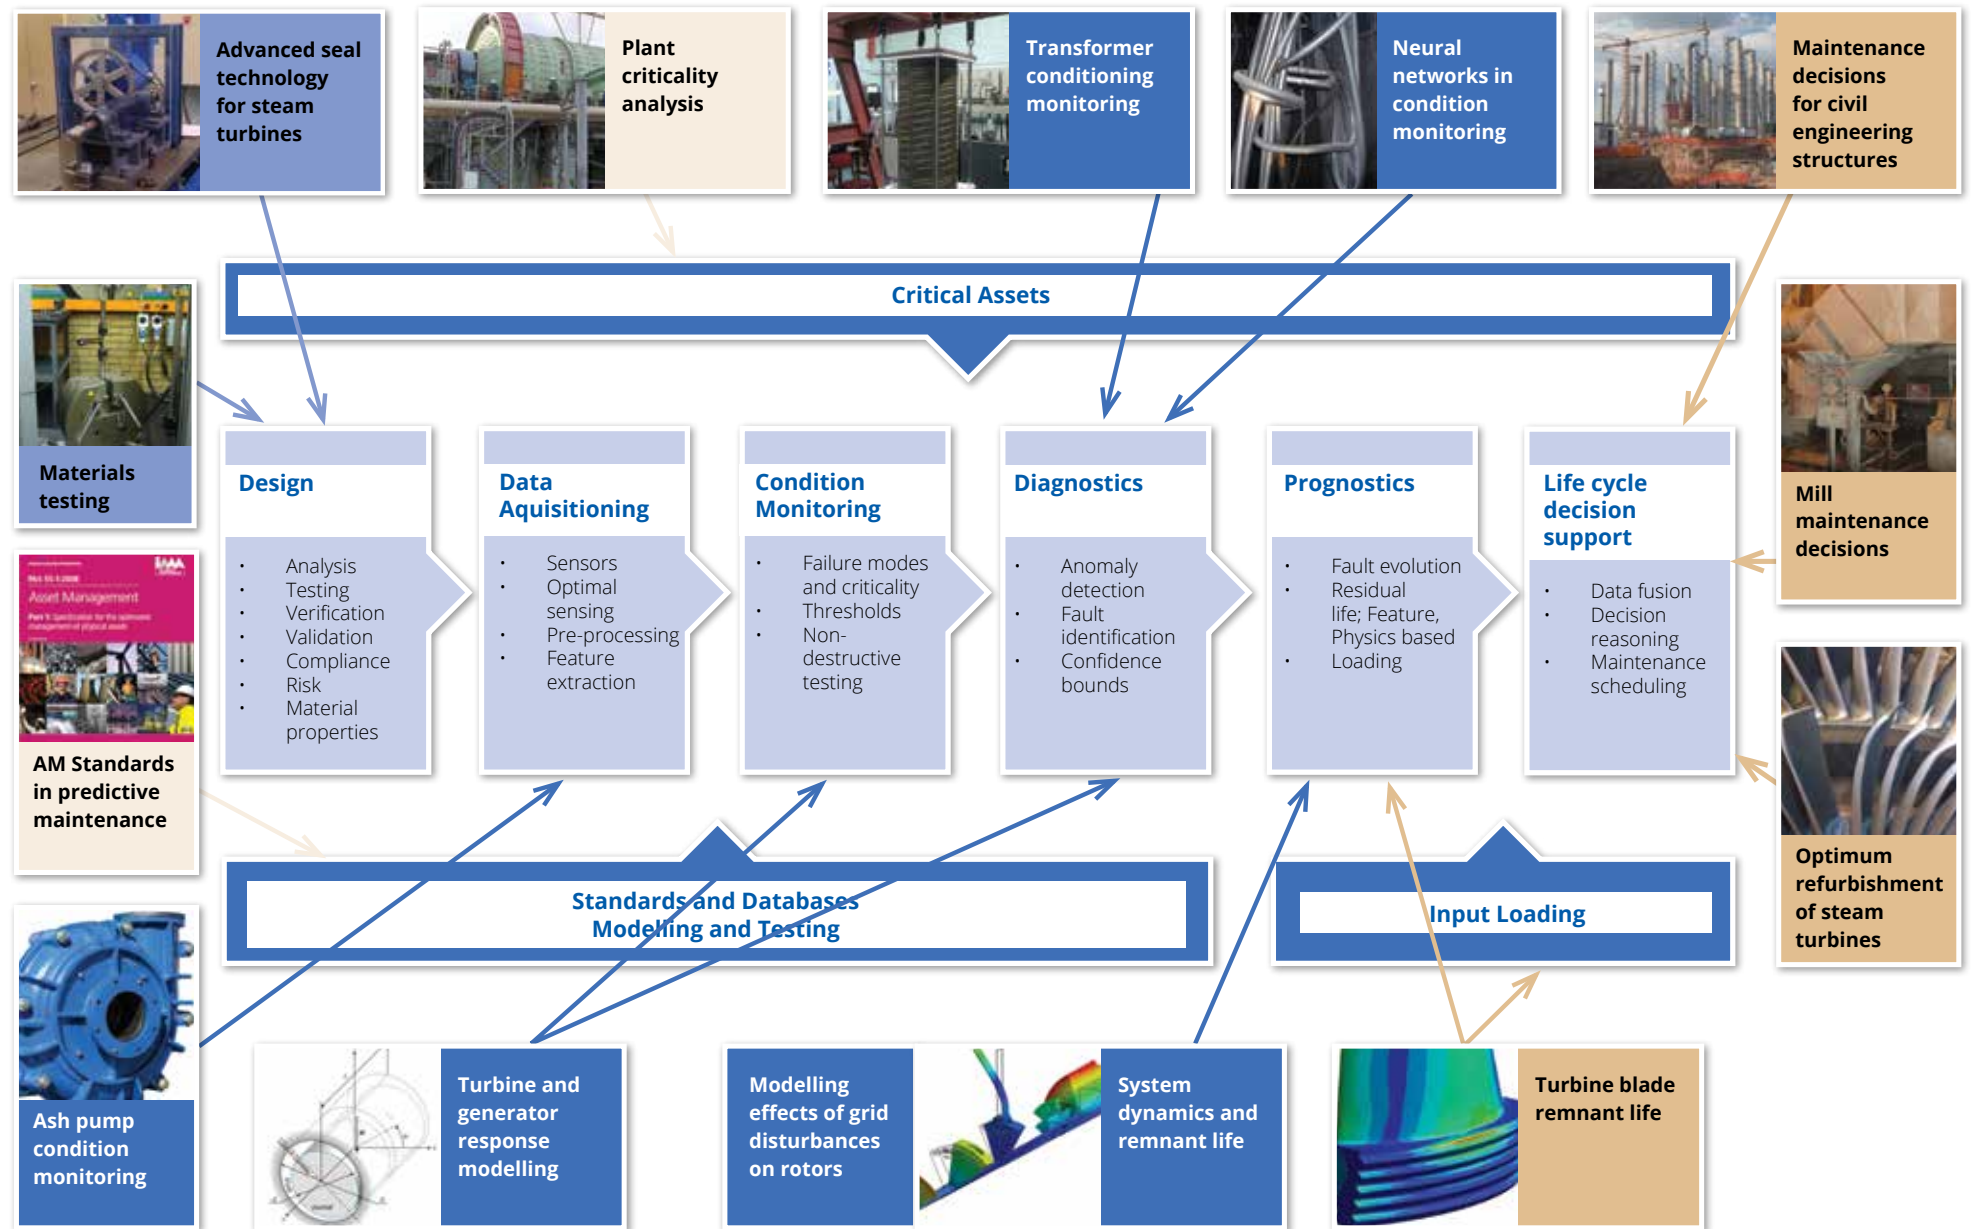 Advanced seal
technology
for steam
turbines
Plant
criticality
analysis
Transformer
conditioning
monitoring
Neural
networks in
condition
monitoring
Maintenance
decisions
for civil
engineering
structures
Critical Assets
Materials
testing
Asset Management
AM Standards
in predictive
maintenance
Ash pump
condition
monitoring
Design
• Analysis
• Testing
• Verification
• Validation
• Compliance
• Risk
• Material
properties
Data
Aquisitioning
• Sensors
• Optimal
sensing
• Pre-processing
• Feature
extraction
Condition
Monitoring
• Failure modes
and criticality
• Thresholds
• Non-
destructive
testing
Diagnostics
• Anomaly
detection
• Fault
identification
• Confidence
bounds
Prognostics
• Fault evolution
• Residual
life; Feature,
Physics based
• Loading
Life cycle
decision
support
• Data fusion
• Decision
reasoning
• Maintenance
scheduling
Mill
maintenance
decisions
Optimum
refurbishment
of steam
turbines
Standards and Databases
Modelling and Testing
Input Loading
Turbine and
generator
response
modelling
Modelling
effects of grid
disturbances
on rotors
System
dynamics and
remnant life
Turbine blade
remnant life